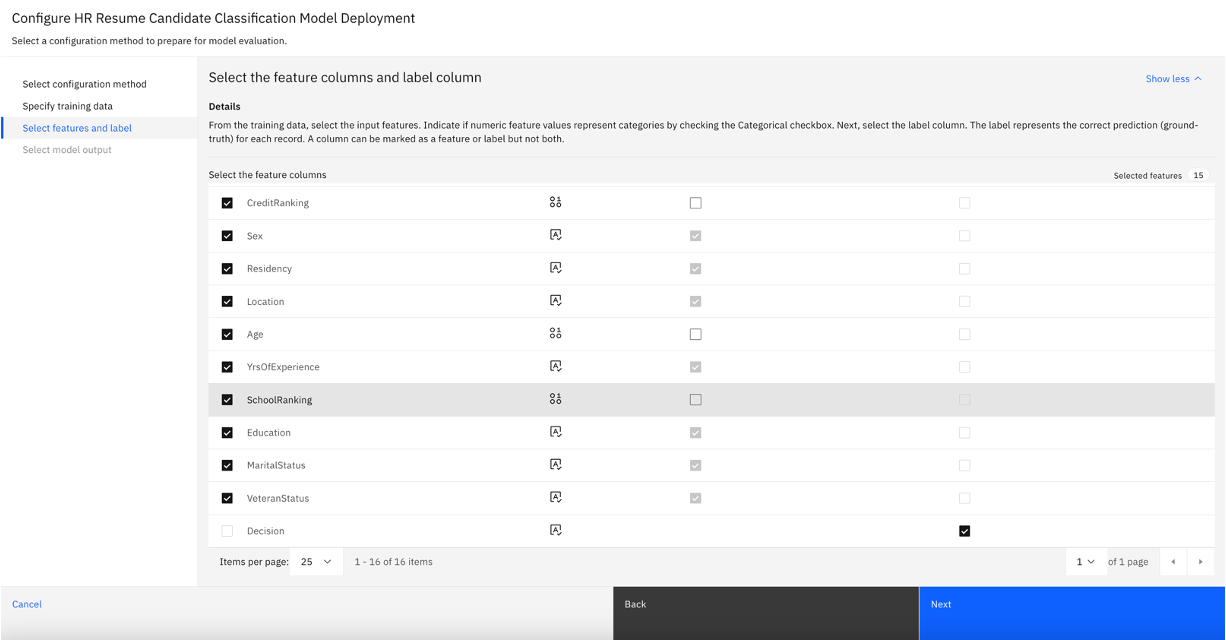 Configure HR Resume Candidate Classification Model Deployment
Select a configuration method to prepare for model evaluation.
Select configuration method
Specify training data
Select features and label
Select model output
Select the feature columns and label column
Show less
Details
From the training data, select the input features. Indicate if numeric feature values represent categories by checking the Categorical checkbox. Next, select the label column. The label represents the correct prediction (ground-
truth) for each record. A column can be marked as a feature or label but not both.
Select the feature columns
Selected features 15
CreditRanking
Sex
Residency
Location
Age
YrsOfExperience
SchoolRanking
Education
MaritalStatus
VeteranStatus
Decision
Items per page: 25 1 - 16 of 16 items 1 of 1 page
Cancel Back Next